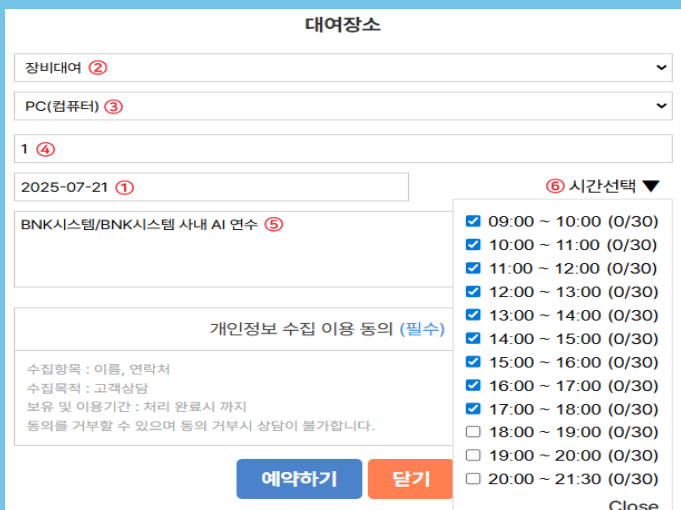 대여장소
장비대여 ②
PC(컴퓨터) ③
1 ④
2025-07-21 ①
⑥ 시간선택 ▼
BNK시스템/BNK시스템 사내 AI 연수 ⑤
09:00 ~ 10:00 (0/30)
10:00 ~ 11:00 (0/30)
11:00 ~ 12:00 (0/30)
12:00 ~ 13:00 (0/30)
13:00 ~ 14:00 (0/30)
14:00 ~ 15:00 (0/30)
15:00 ~ 16:00 (0/30)
16:00 ~ 17:00 (0/30)
17:00 ~ 18:00 (0/30)
18:00 ~ 19:00 (0/30)
19:00 ~ 20:00 (0/30)
20:00 ~ 21:30 (0/30)
Close
개인정보 수집 이용 동의 (필수)
수집항목 : 이름, 연락처
수집목적 : 고객상담
보유 및 이용기간 : 처리 완료시 까지
동의를 거부할 수 있으며 동의 거부시 상담이 불가합니다.
예약하기
닫기